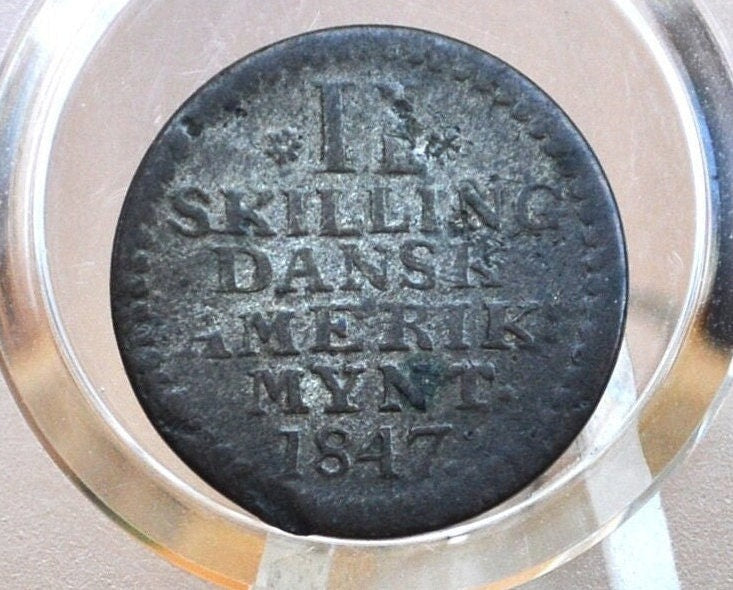 * II *
SKILLING
DANSK
AMERIK:
MYNT.
1847